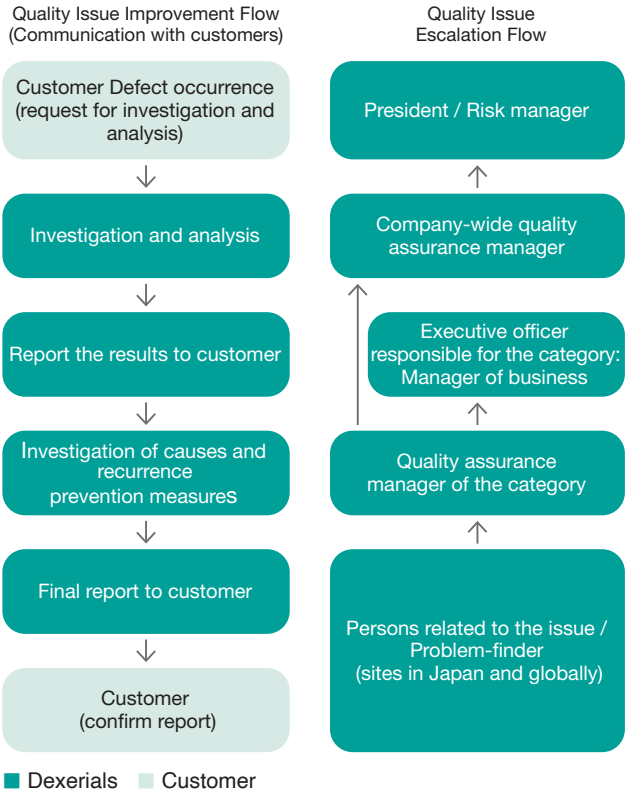 Quality Issue Improvement Flow
(Communication with customers)
Customer Defect occurrence
(request for investigation and
analysis)
Investigation and analysis
Report the results to customer
Investigation of causes and
recurrence
prevention measures
Final report to customer
Customer
(confirm report)
Quality Issue
Escalation Flow
President / Risk manager
Company-wide quality
assurance manager
Executive officer
responsible for the category:
Manager of business
Quality assurance
manager of the category
Persons related to the issue /
Problem-finder
(sites in Japan and globally)
Dexerials
Customer